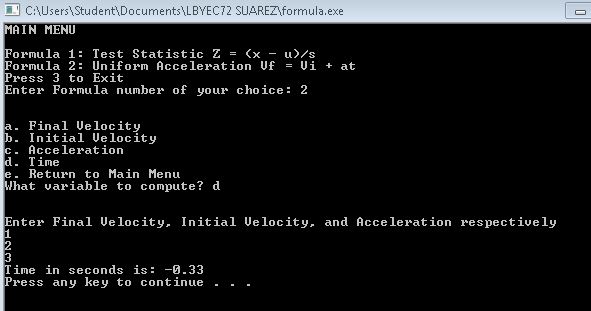 C:\Users\Student\Documents\LBYEC72 SUAREZ\formula.exe
MAIN MENU
Formula 1: Test Statistic Z = (x - u)/s
Formula 2: Uniform Acceleration Vf = Vi + at
Press 3 to Exit
Enter Formula number of your choice: 2
a. Final Velocity
b. Initial Velocity
c. Acceleration
d. Time
e. Return to Main Menu
What variable to compute? d
Enter Final Velocity, Initial Velocity, and Acceleration respectively
1
2
3
Time in seconds is: -0.33
Press any key to continue . . .